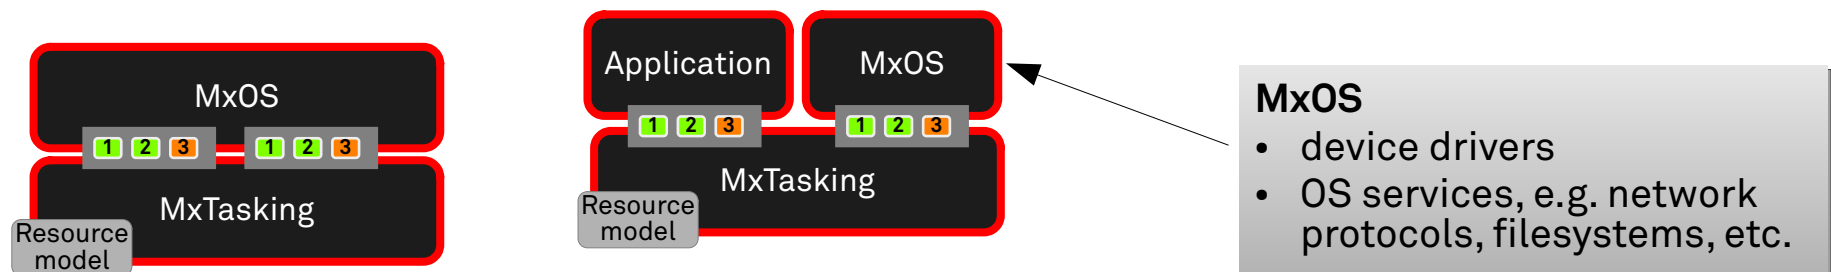 MxOS
1 2 3 1 2 3
MxTasking
Resource
model
Application
MxOS
1 2 3
1 2 3
MxTasking
Resource
model
MxOS
• device drivers
• OS services, e.g. network
protocols, filesystems, etc.